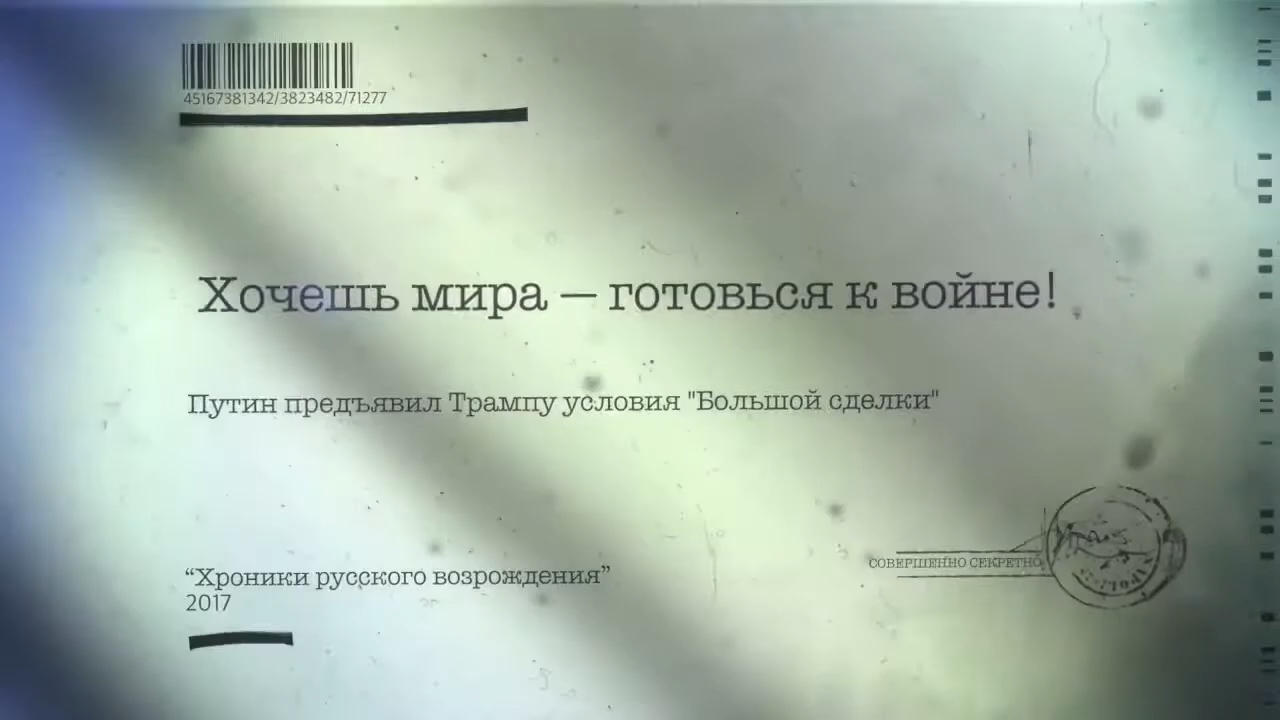 45167381342/3823482/71277
Хочешь мира — готовься к войне!
Путин предъявил Трампу условия "Большой сделки"
СОВЕРШЕННО СЕКРЕТНО
“Хроники русского возрождения”
2017